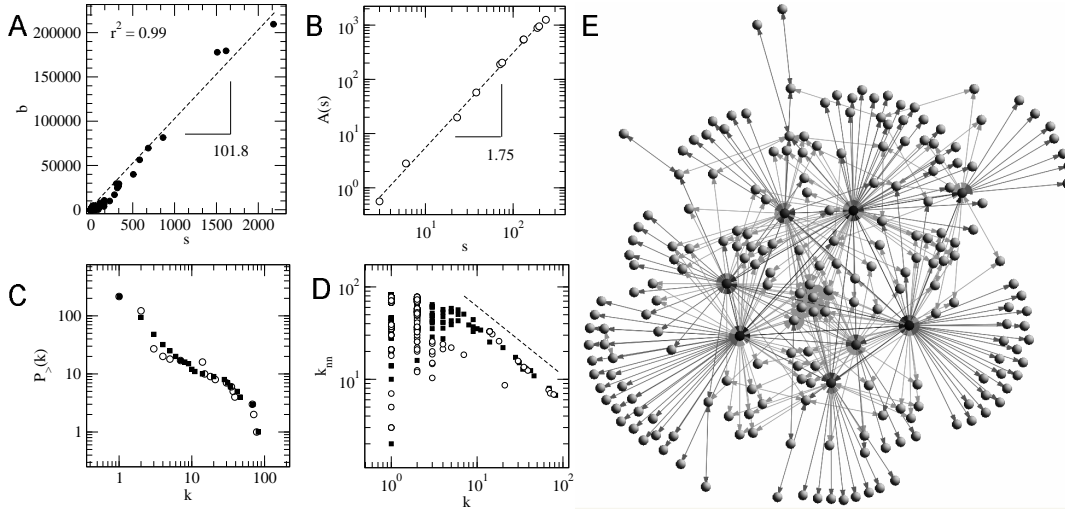 A
r² = 0.99
b
200000
150000
100000
50000
0
101.8
0 500 1000 1500 2000
s
B
A(s)
10³
10²
10¹
10⁰
1.75
10¹ 10²
s
C
P>(k)
100
10
1
1 10 100
k
D
kₙₙ
10²
10¹
10⁰ 10¹ 10²
k
E